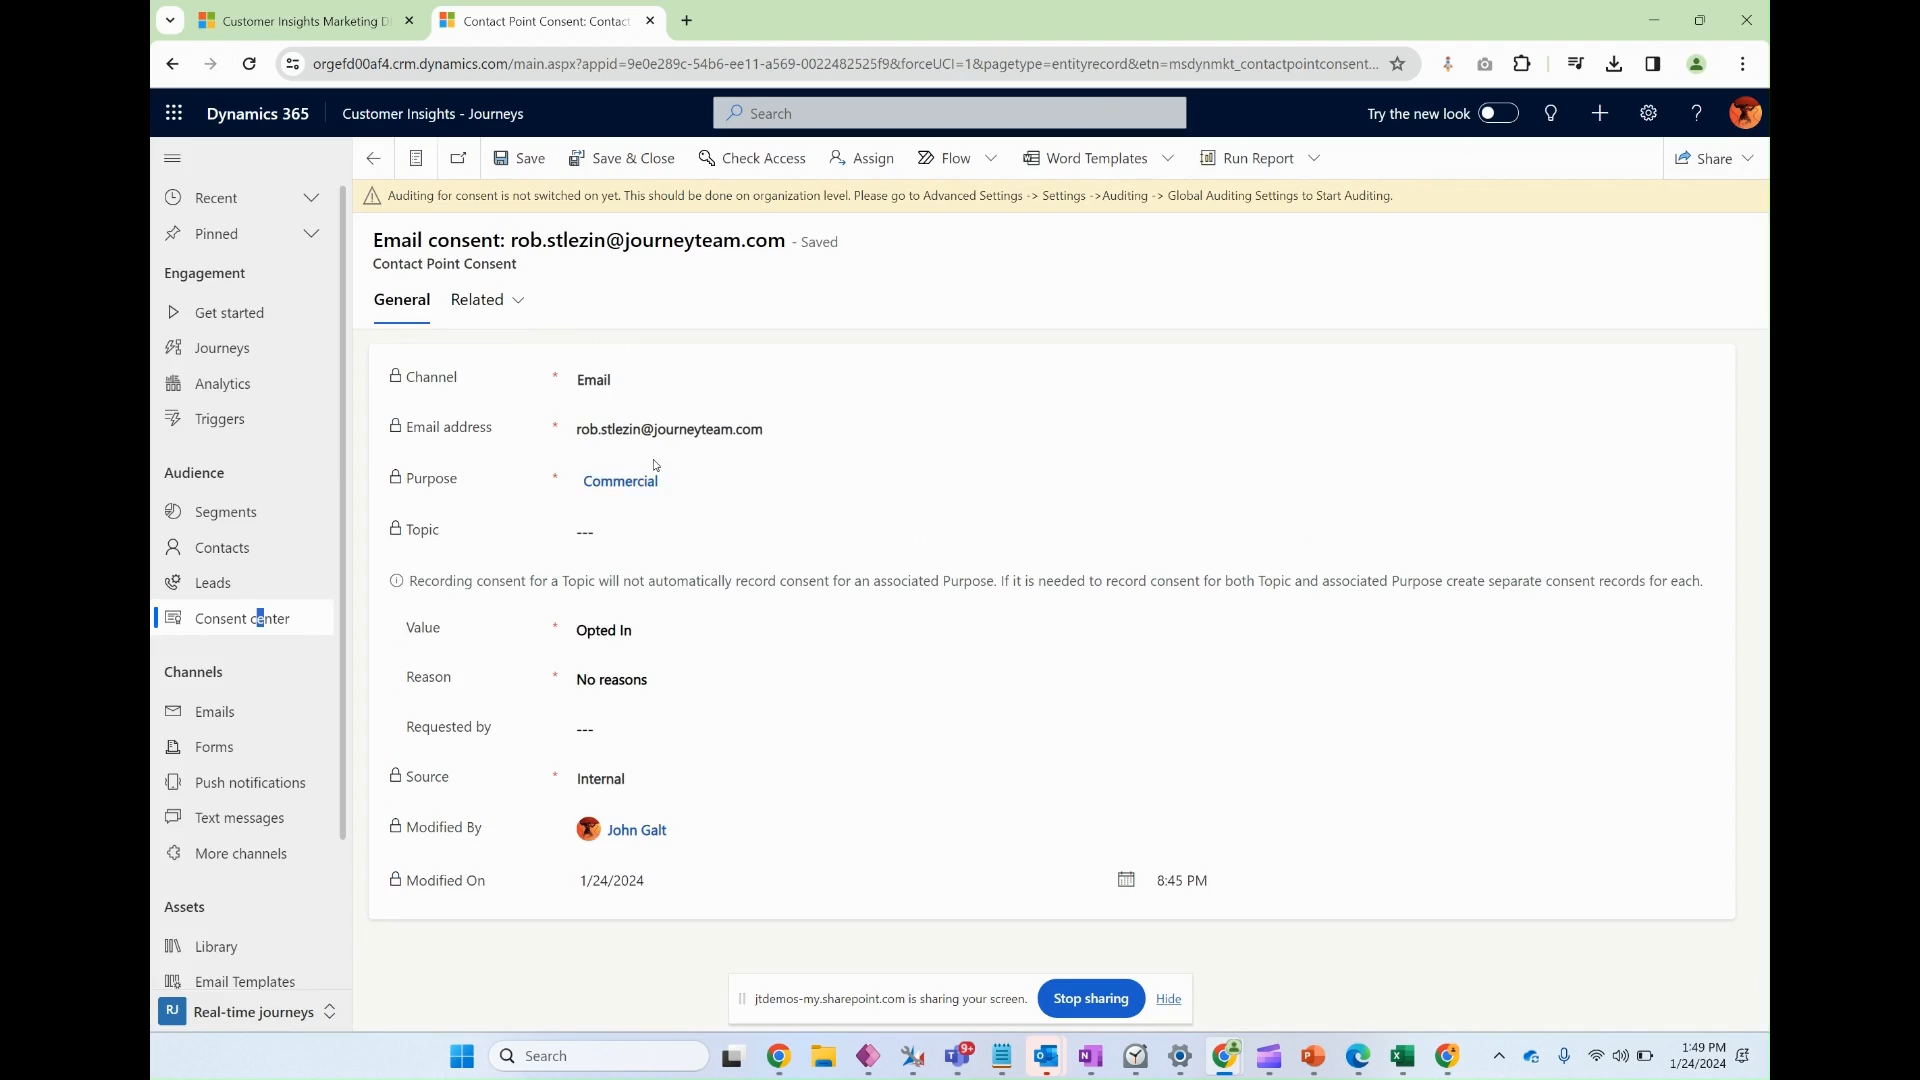 Customer Insights Marketing D
Contact Point Consent: Contact
orgefd00af4.crm.dynamics.com/main.aspx?appid=9e0e289c-54b6-ee11-a569-0022482525f9&forceUCI=1&pagetype=entityrecord&etn=msdynmkt_contactpointconsent...
Dynamics 365
Customer Insights - Journeys
Search
Try the new look
Save
Save & Close
Check Access
Assign
Flow
Word Templates
Run Report
Share
Auditing for consent is not switched on yet. This should be done on organization level. Please go to Advanced Settings -> Settings ->Auditing -> Global Auditing Settings to Start Auditing.
Recent
Pinned
Engagement
Get started
Journeys
Analytics
Triggers
Audience
Segments
Contacts
Leads
Consent center
Channels
Emails
Forms
Push notifications
Text messages
More channels
Assets
Library
Email Templates
RJ Real-time journeys
Email consent: rob.stlezin@journeyteam.com - Saved
Contact Point Consent
General
Related
Channel * Email
Email address * rob.stlezin@journeyteam.com
Purpose * Commercial
Topic ---
Recording consent for a Topic will not automatically record consent for an associated Purpose. If it is needed to record consent for both Topic and associated Purpose create separate consent records for each.
Value * Opted In
Reason * No reasons
Requested by ---
Source * Internal
Modified By John Galt
Modified On 1/24/2024 8:45 PM
jtdemos-my.sharepoint.com is sharing your screen.
Stop sharing
Hide
Search
9+
1:49 PM
1/24/2024